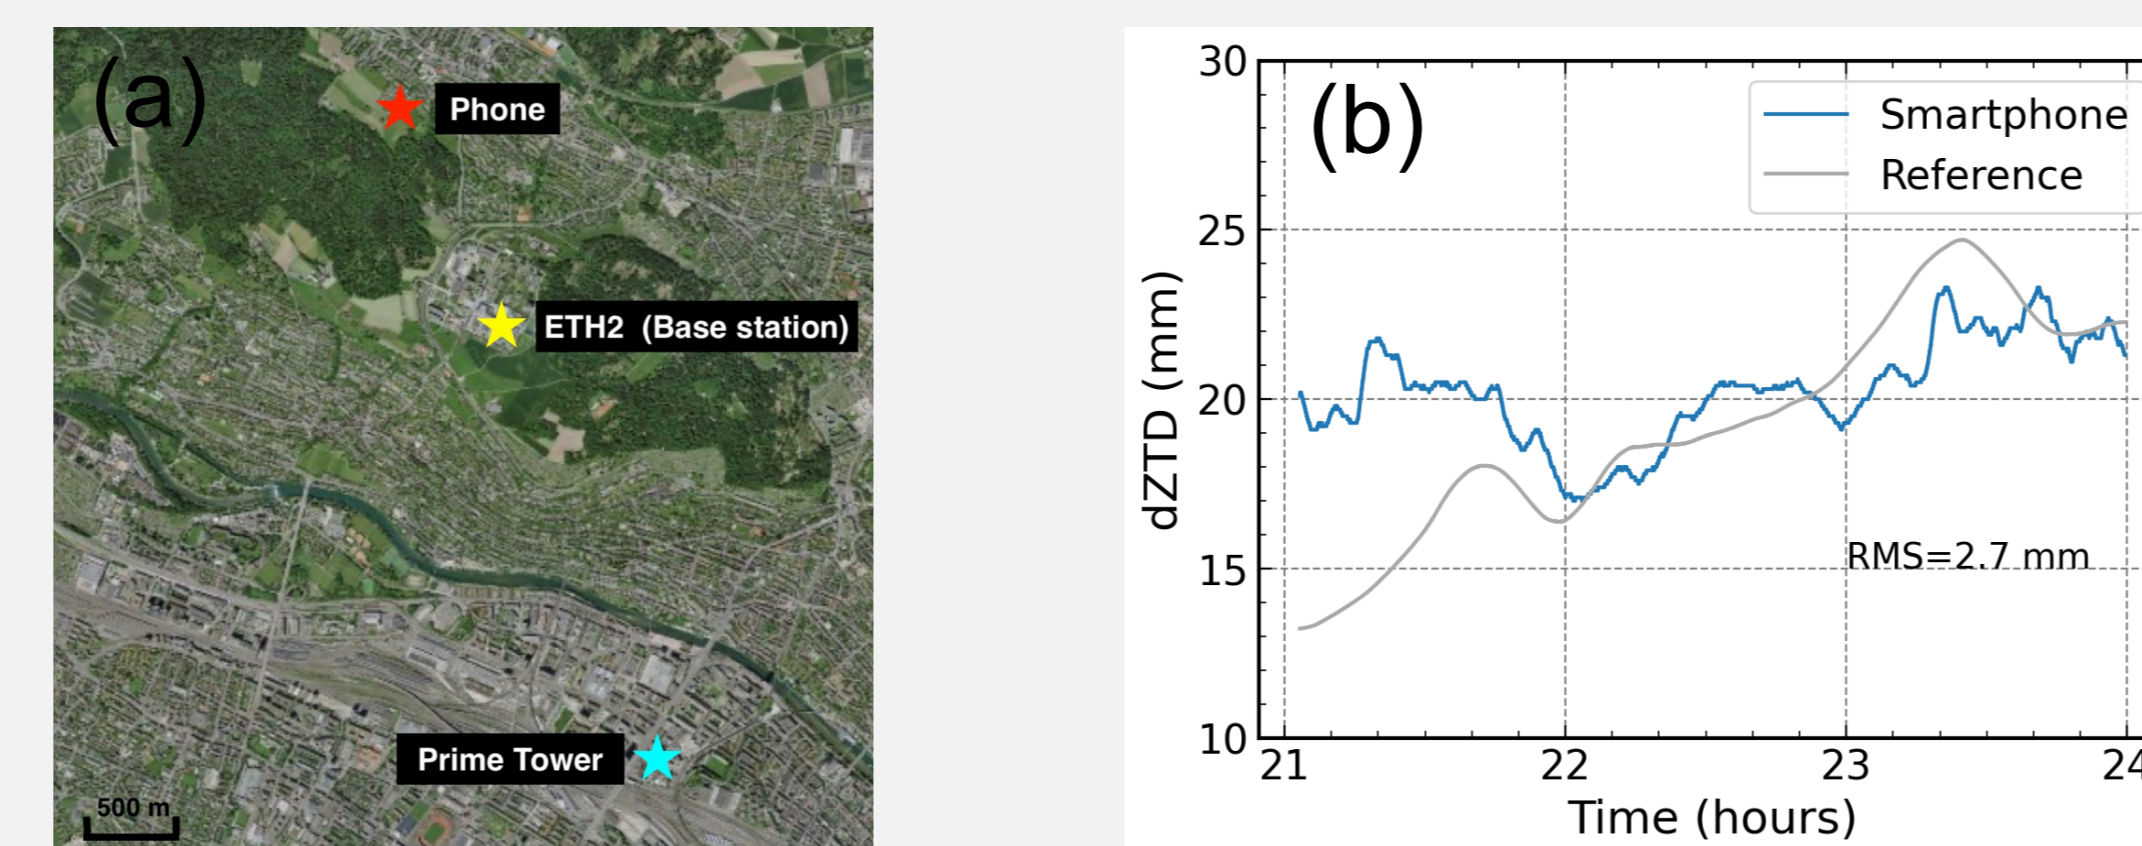 (a)
Phone
ETH2 (Base station)
Prime Tower
500 m
(b)
Smartphone
Reference
RMS=2.7 mm
30
25
20
15
10
dZTD (mm)
21 22 23 24
Time (hours)